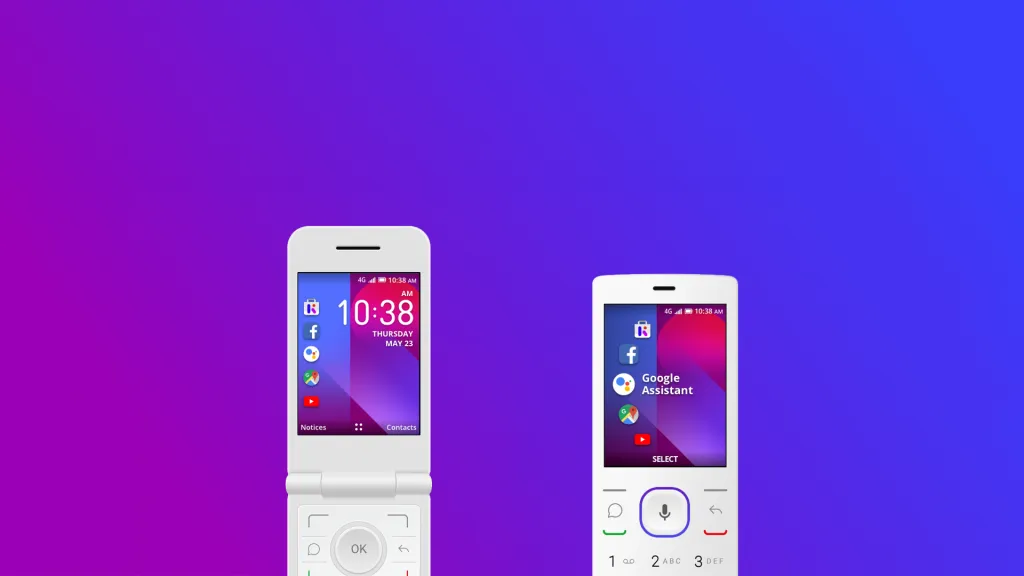 4G 10:38 AM
AM
10:38
THURSDAY
MAY 23
Notices
Contacts
OK
4G 10:38 AM
Google
Assistant
SELECT
1
2 ABC
3 DEF